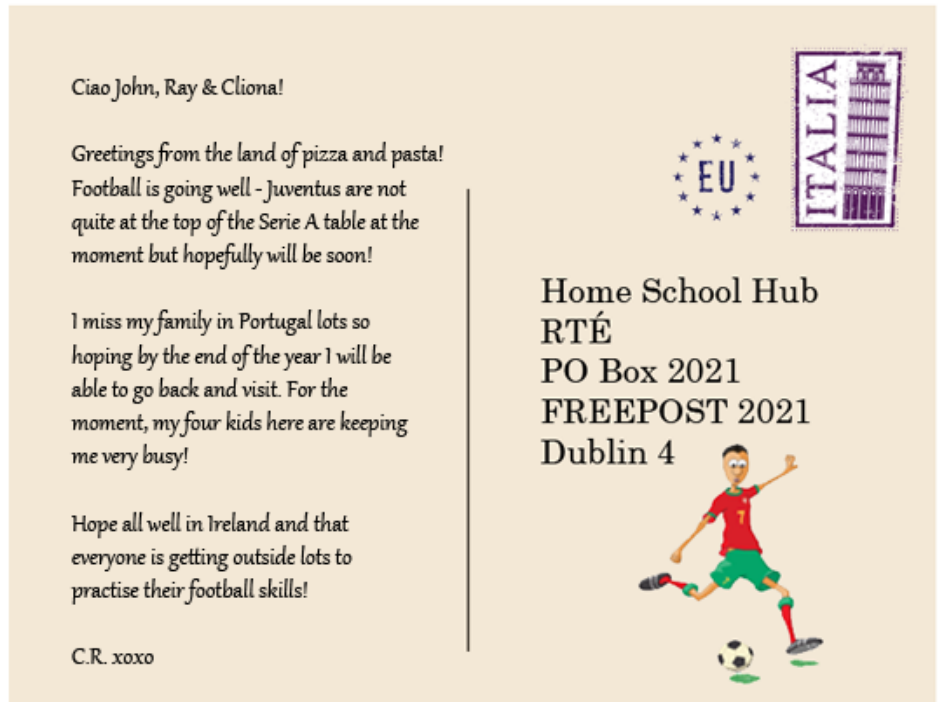 Ciao John, Ray & Cliona!
Greetings from the land of pizza and pasta!
Football is going well - Juventus are not
quite at the top of the Serie A table at the
moment but hopefully will be soon!
I miss my family in Portugal lots so
hoping by the end of the year I will be
able to go back and visit. For the
moment, my four kids here are keeping
me very busy!
Hope all well in Ireland and that
everyone is getting outside lots to
practise their football skills!
C.R. xoxo
ITALIA
EU
Home School Hub
RTÉ
PO Box 2021
FREEPOST 2021
Dublin 4
7